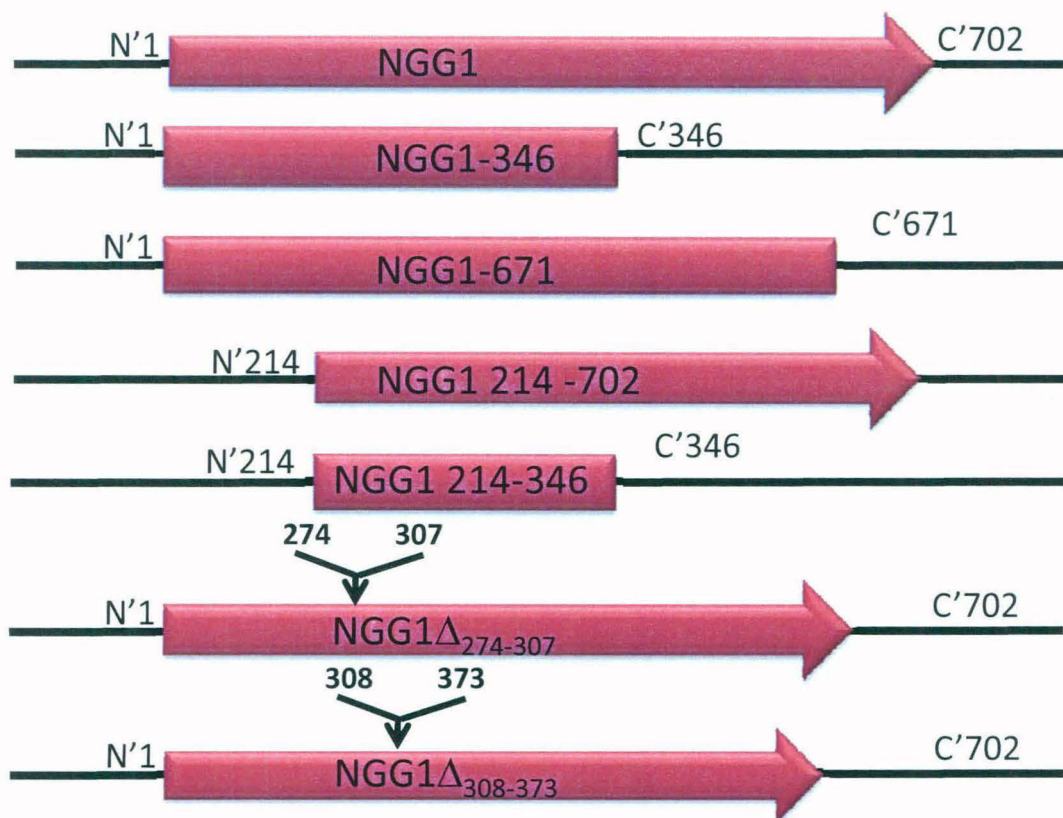 N'1 NGG1 C'702
N'1 NGG1-346 C'346
N'1 NGG1-671 C'671
N'214 NGG1 214 -702
N'214 NGG1 214-346 C'346
274 307
N'1 NGG1Δ274-307 C'702
308 373
N'1 NGG1Δ308-373 C'702